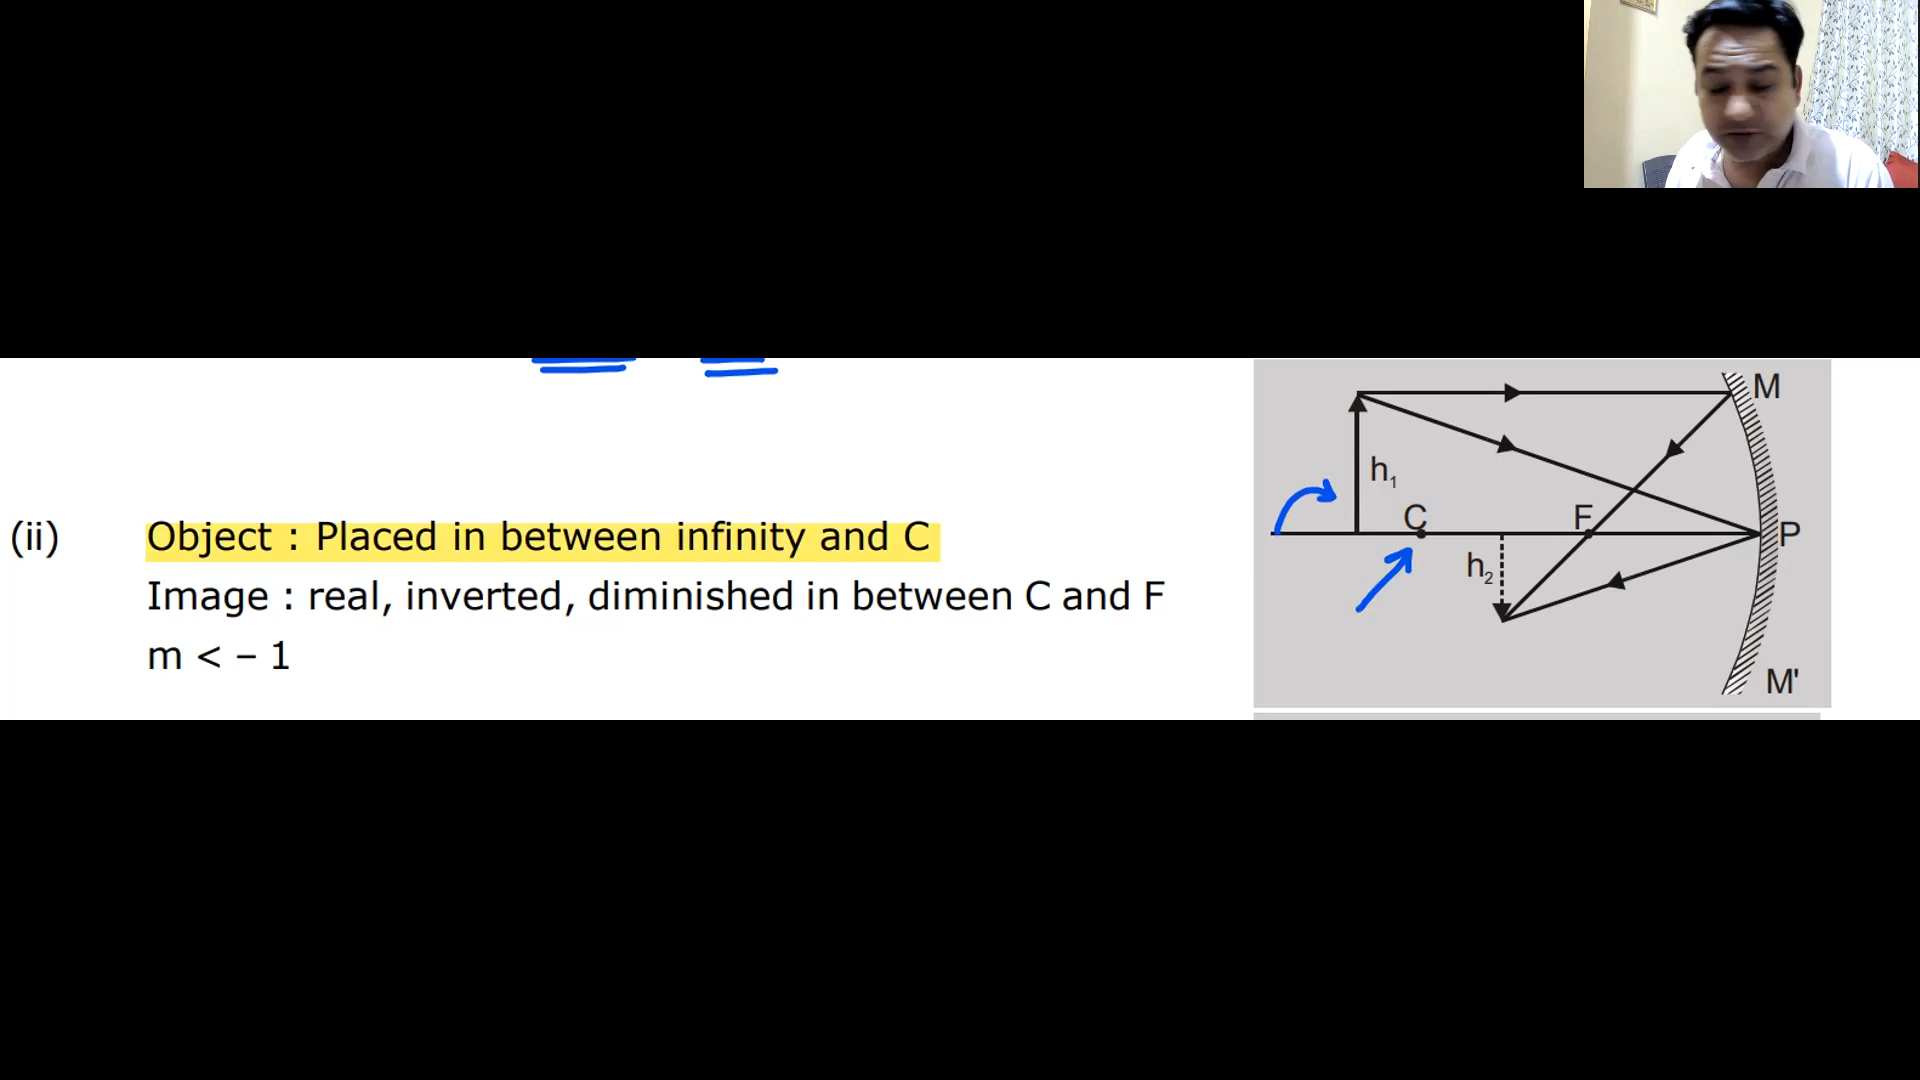 (ii) Object : Placed in between infinity and C
Image : real, inverted, diminished in between C and F
m < – 1
M
h₁
C
F
P
h₂
M'